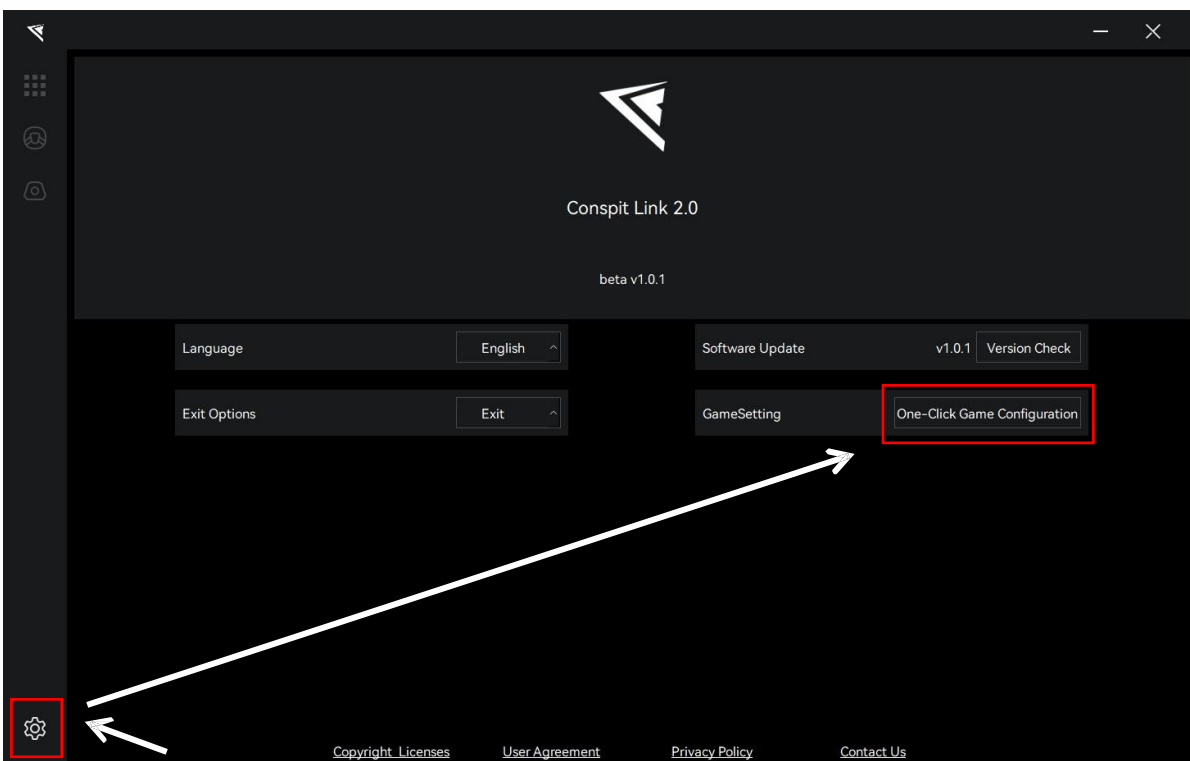 Conspit Link 2.0
beta v1.0.1
Language English
Software Update v1.0.1 Version Check
Exit Options Exit
GameSetting One-Click Game Configuration
Copyright Licenses User Agreement Privacy Policy Contact Us